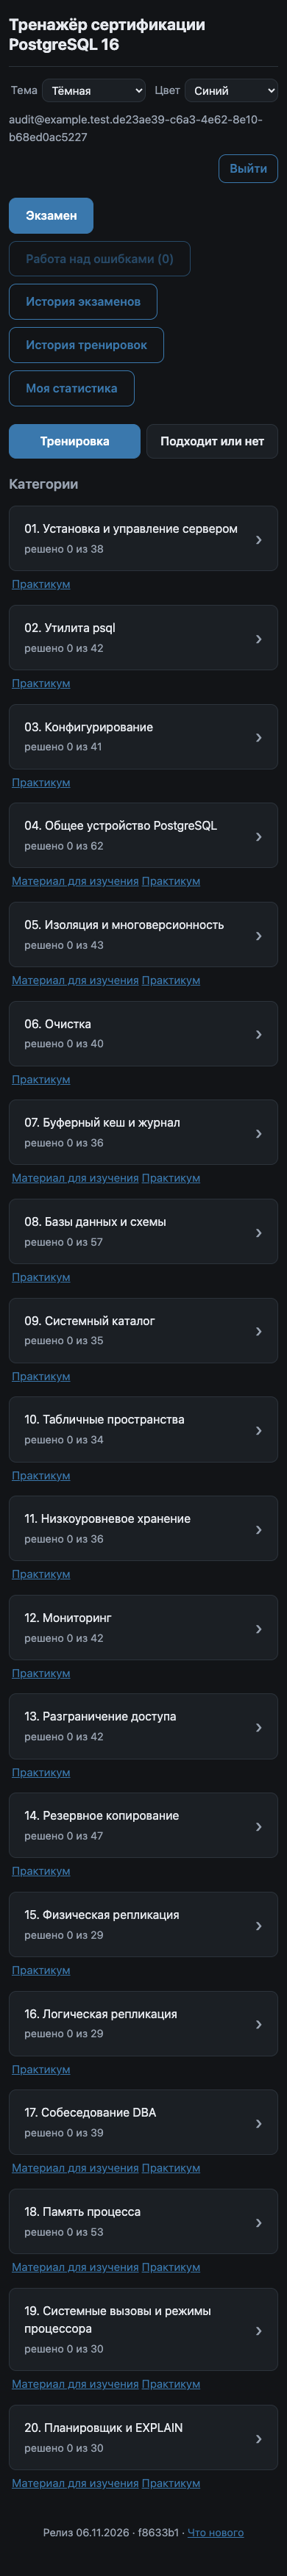 Тренажёр сертификации
PostgreSQL 16
Тема Тёмная Цвет Синий
audit@example.test.de23ae39-c6a3-4e62-8e10-
b68ed0ac5227
Выйти
Экзамен
Работа над ошибками (0)
История экзаменов
История тренировок
Моя статистика
Тренировка Подходит или нет
Категории
01. Установка и управление сервером
решено 0 из 38
Практикум
02. Утилита psql
решено 0 из 42
Практикум
03. Конфигурирование
решено 0 из 41
Практикум
04. Общее устройство PostgreSQL
решено 0 из 62
Материал для изучения Практикум
05. Изоляция и многоверсионность
решено 0 из 43
Материал для изучения Практикум
06. Очистка
решено 0 из 40
Практикум
07. Буферный кеш и журнал
решено 0 из 36
Материал для изучения Практикум
08. Базы данных и схемы
решено 0 из 57
Практикум
09. Системный каталог
решено 0 из 35
Практикум
10. Табличные пространства
решено 0 из 34
Практикум
11. Низкоуровневое хранение
решено 0 из 36
Практикум
12. Мониторинг
решено 0 из 42
Практикум
13. Разграничение доступа
решено 0 из 42
Практикум
14. Резервное копирование
решено 0 из 47
Практикум
15. Физическая репликация
решено 0 из 29
Практикум
16. Логическая репликация
решено 0 из 29
Практикум
17. Собеседование DBA
решено 0 из 39
Материал для изучения Практикум
18. Память процесса
решено 0 из 53
Материал для изучения Практикум
19. Системные вызовы и режимы
процессора
решено 0 из 30
Материал для изучения Практикум
20. Планировщик и EXPLAIN
решено 0 из 30
Материал для изучения Практикум
Релиз 06.11.2026 · f8633b1 · Что нового